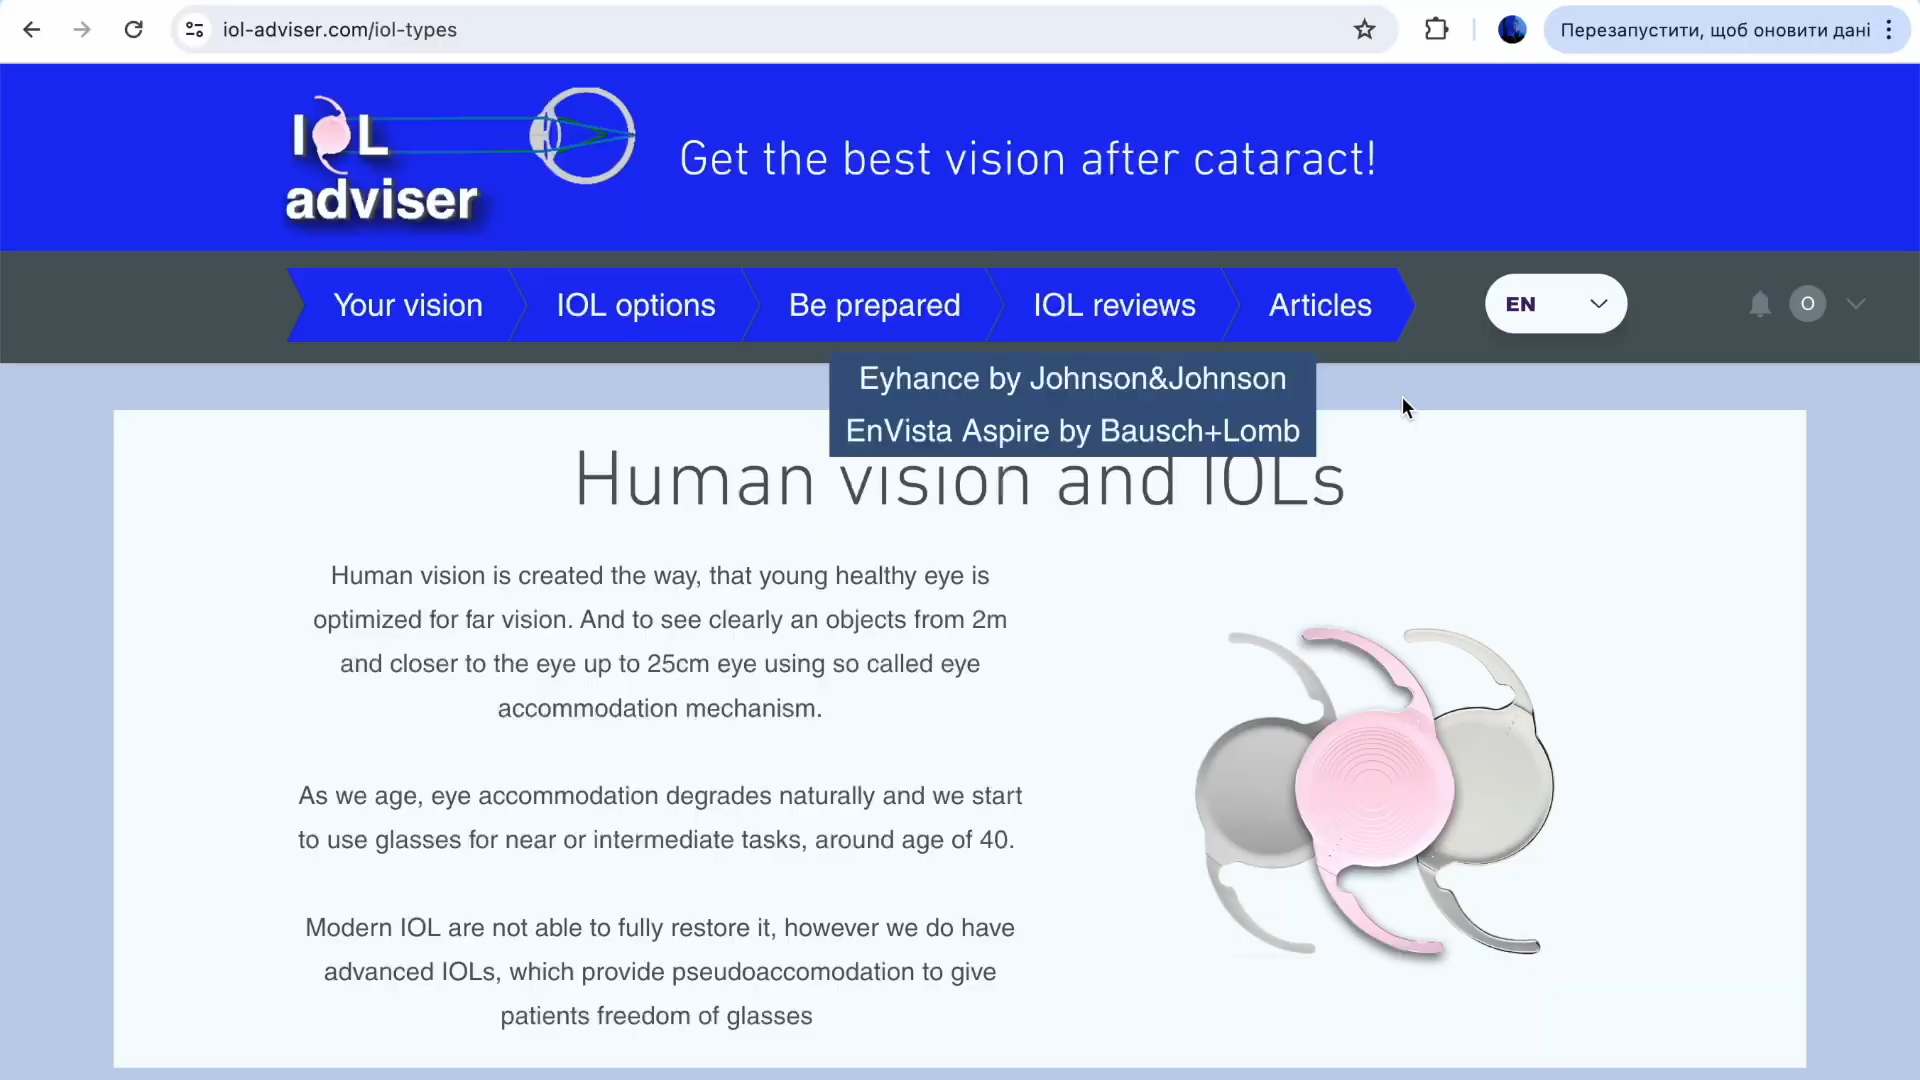 iol-adviser.com/iol-types
Перезапустити, щоб оновити дані
IOL
adviser
Get the best vision after cataract!
Your vision
IOL options
Be prepared
IOL reviews
Articles
EN
O
Eyhance by Johnson&Johnson
EnVista Aspire by Bausch+Lomb
Human vision and IOLs
Human vision is created the way, that young healthy eye is
optimized for far vision. And to see clearly an objects from 2m
and closer to the eye up to 25cm eye using so called eye
accommodation mechanism.
As we age, eye accommodation degrades naturally and we start
to use glasses for near or intermediate tasks, around age of 40.
Modern IOL are not able to fully restore it, however we do have
advanced IOLs, which provide pseudoaccomodation to give
patients freedom of glasses